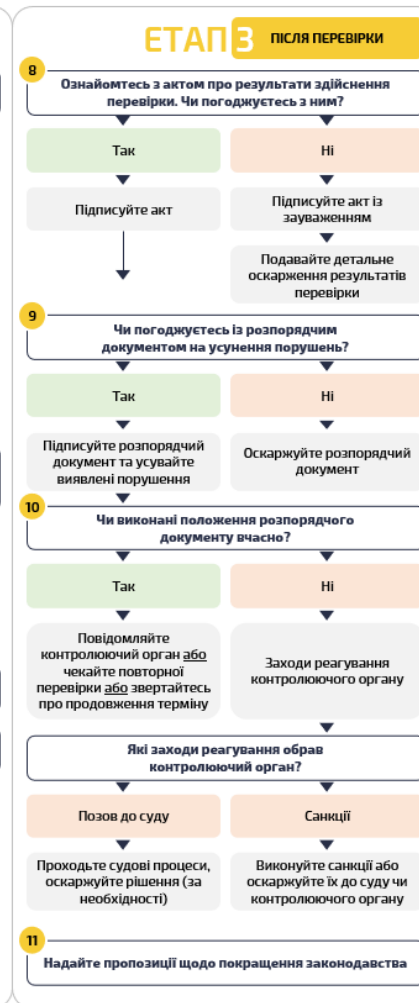 ЕТАП 3 ПІСЛЯ ПЕРЕВІРКИ
8
Ознайомтесь з актом про результати здійснення
перевірки. Чи погоджуєтесь з ним?
Так
Ні
Підписуйте акт
Підписуйте акт із
зауваженням
Подавайте детальне
оскарження результатів
перевірки
9
Чи погоджуєтесь із розпорядчим
документом на усунення порушень?
Так
Ні
Підписуйте розпорядчий
документ та усувайте
виявлені порушення
Оскаржуйте розпорядчий
документ
10
Чи виконані положення розпорядчого
документу вчасно?
Так
Ні
Повідомляйте
контролюючий орган або
чекайте повторної
перевірки або звертайтесь
про продовження терміну
Заходи реагування
контролюючого органу
Які заходи реагування обрав
контролюючий орган?
Позов до суду
Санкції
Проходьте судові процеси,
оскаржуйте рішення (за
необхідності)
Виконуйте санкції або
оскаржуйте їх до суду чи
контролюючого органу
11
Надайте пропозиції щодо покращення законодавства